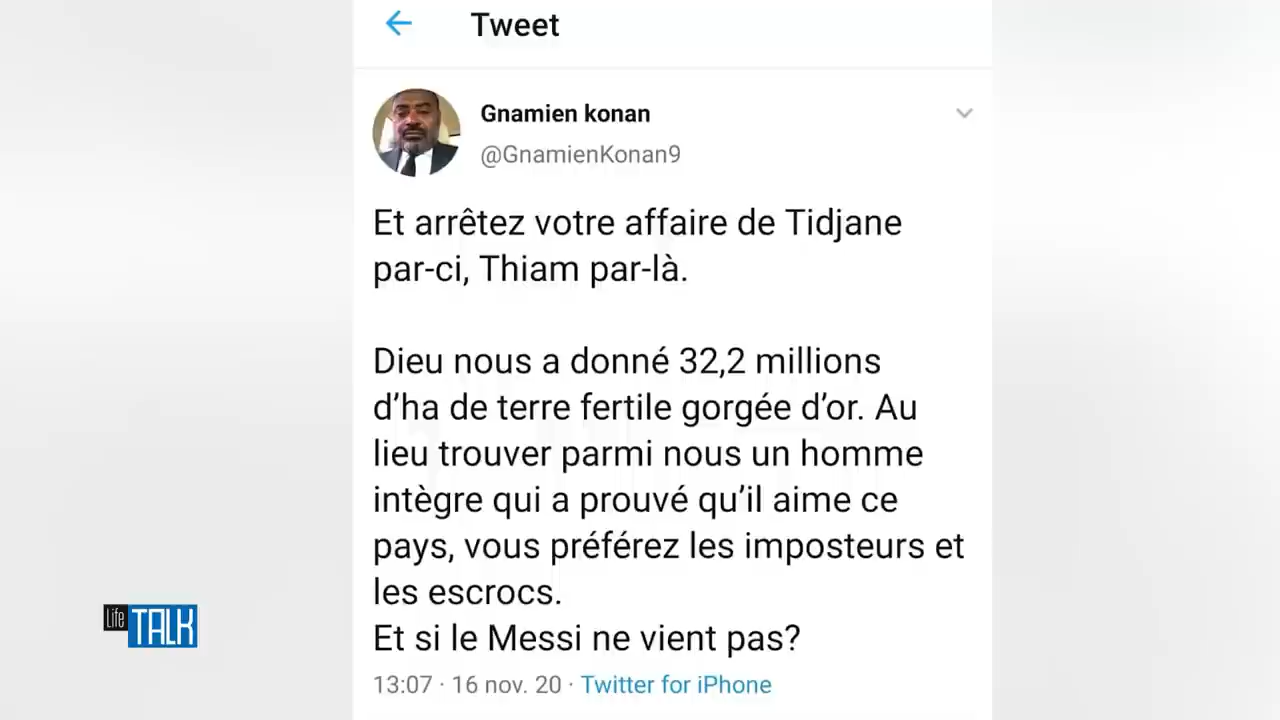 Tweet
Gnamien konan
@GnamienKonan9
Et arrêtez votre affaire de Tidjane
par-ci, Thiam par-là.
Dieu nous a donné 32,2 millions
d’ha de terre fertile gorgée d’or. Au
lieu trouver parmi nous un homme
intègre qui a prouvé qu’il aime ce
pays, vous préférez les imposteurs et
les escrocs.
Et si le Messi ne vient pas?
13:07 · 16 nov. 20 · Twitter for iPhone
Life TALK